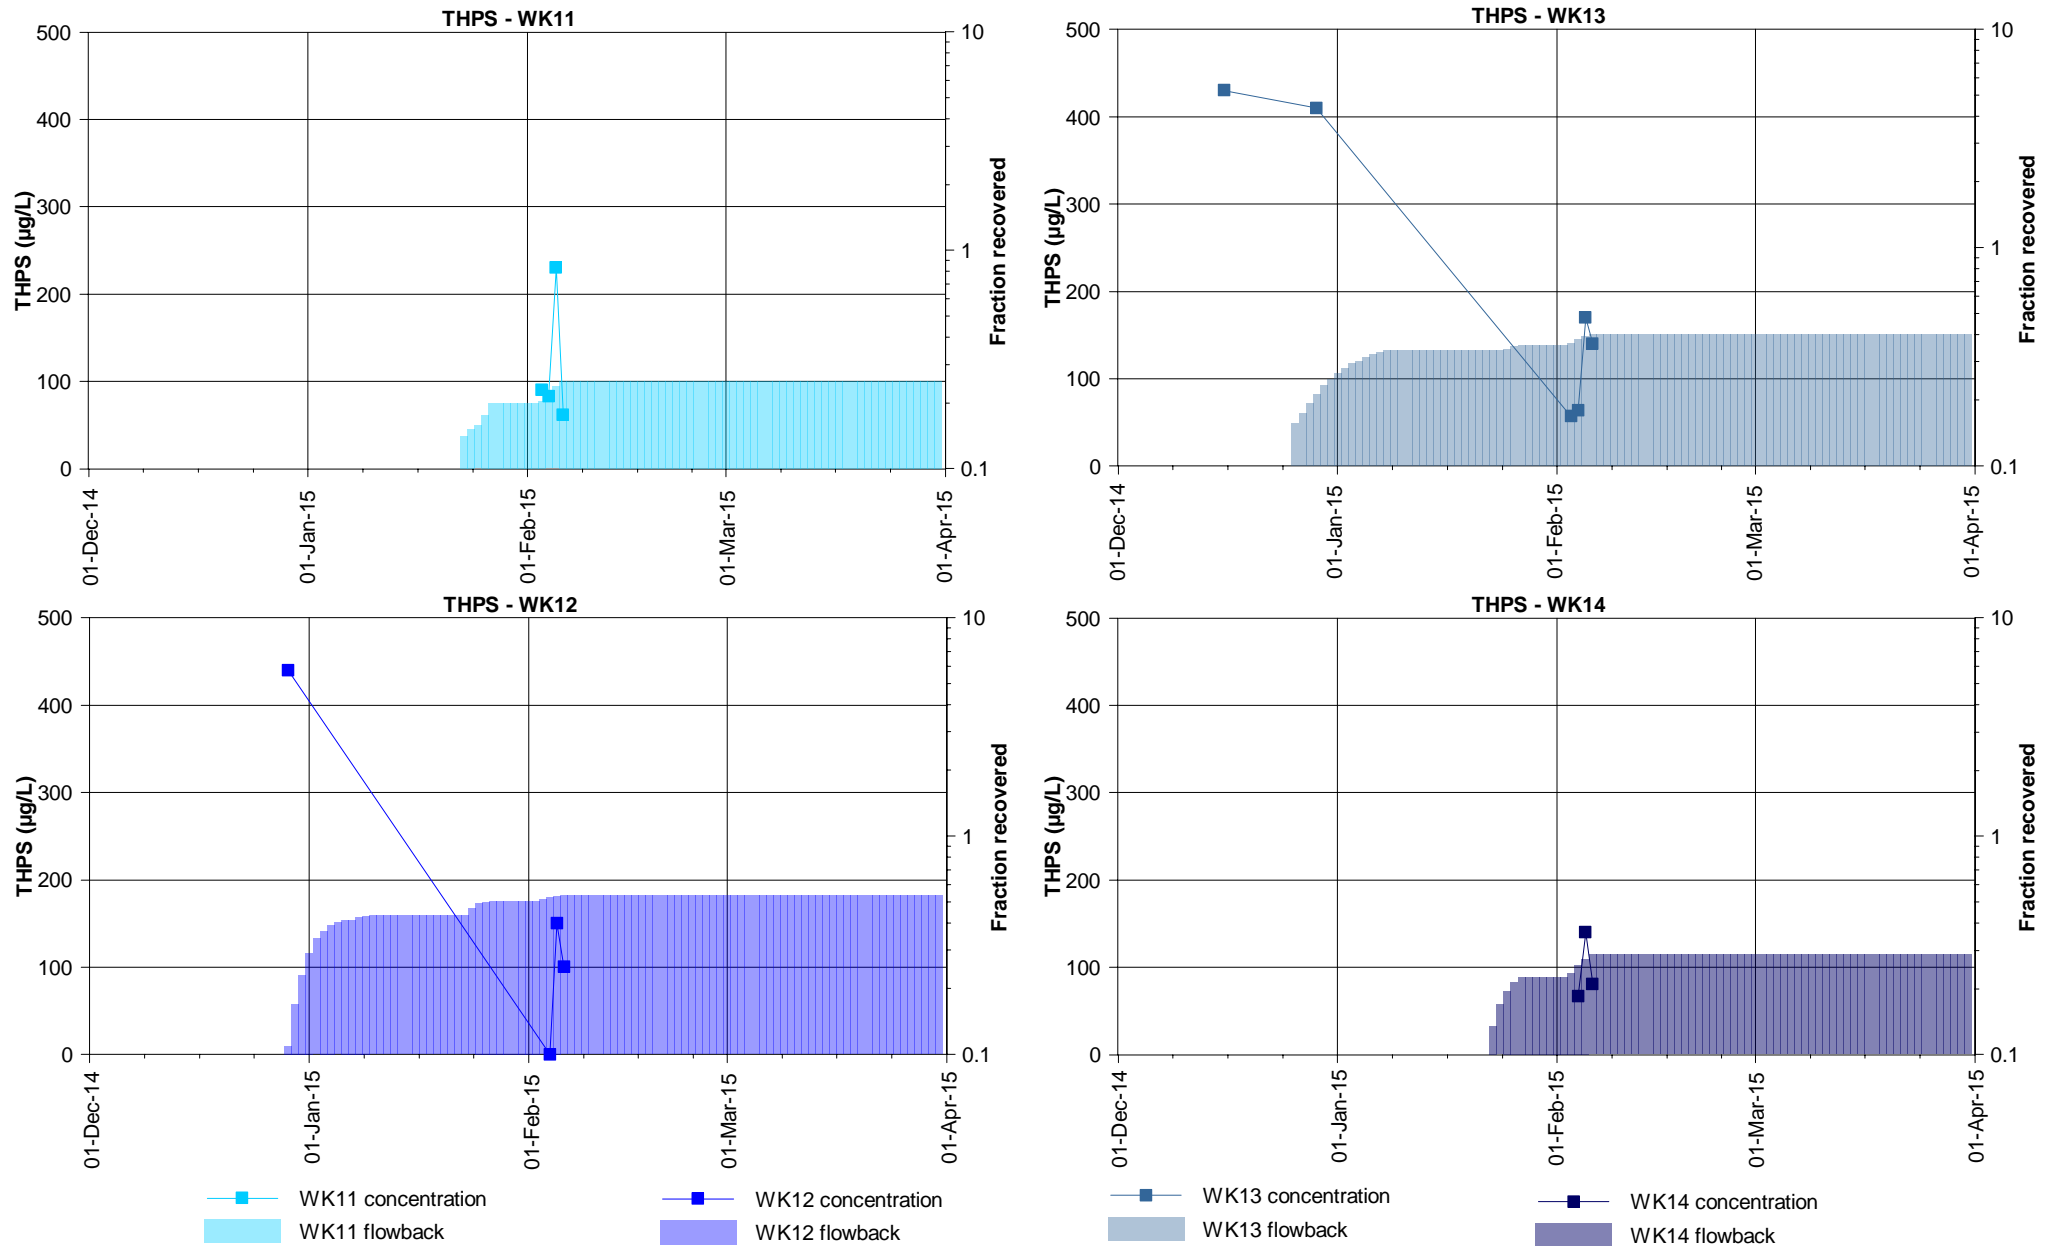 THPS - WK11
500
400
300
200
100
0
THPS (µg/L)
10
1
0.1
Fraction recovered
01-Dec-14
01-Jan-15
01-Feb-15
01-Mar-15
01-Apr-15
THPS - WK13
500
400
300
200
100
0
THPS (µg/L)
10
1
0.1
Fraction recovered
01-Dec-14
01-Jan-15
01-Feb-15
01-Mar-15
01-Apr-15
THPS - WK12
500
400
300
200
100
0
THPS (µg/L)
10
1
0.1
Fraction recovered
01-Dec-14
01-Jan-15
01-Feb-15
01-Mar-15
01-Apr-15
THPS - WK14
500
400
300
200
100
0
THPS (µg/L)
10
1
0.1
Fraction recovered
01-Dec-14
01-Jan-15
01-Feb-15
01-Mar-15
01-Apr-15
WK11 concentration
WK11 flowback
WK12 concentration
WK12 flowback
WK13 concentration
WK13 flowback
WK14 concentration
WK14 flowback